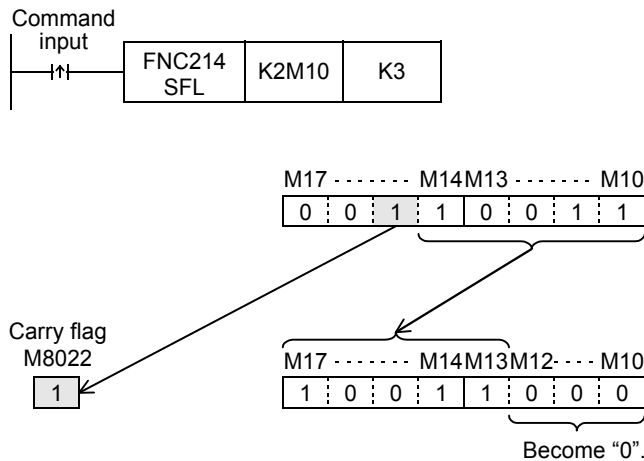 Command
input
FNC214
SFL
K2M10
K3
M17 - - - - - - - M14M13 - - - - - - - M10
0 0 1 1 0 0 1 1
Carry flag
M8022
M17 - - - - - - - M14M13M12- - - - M10
1
1 0 0 1 1 0 0 0
Become “0”.